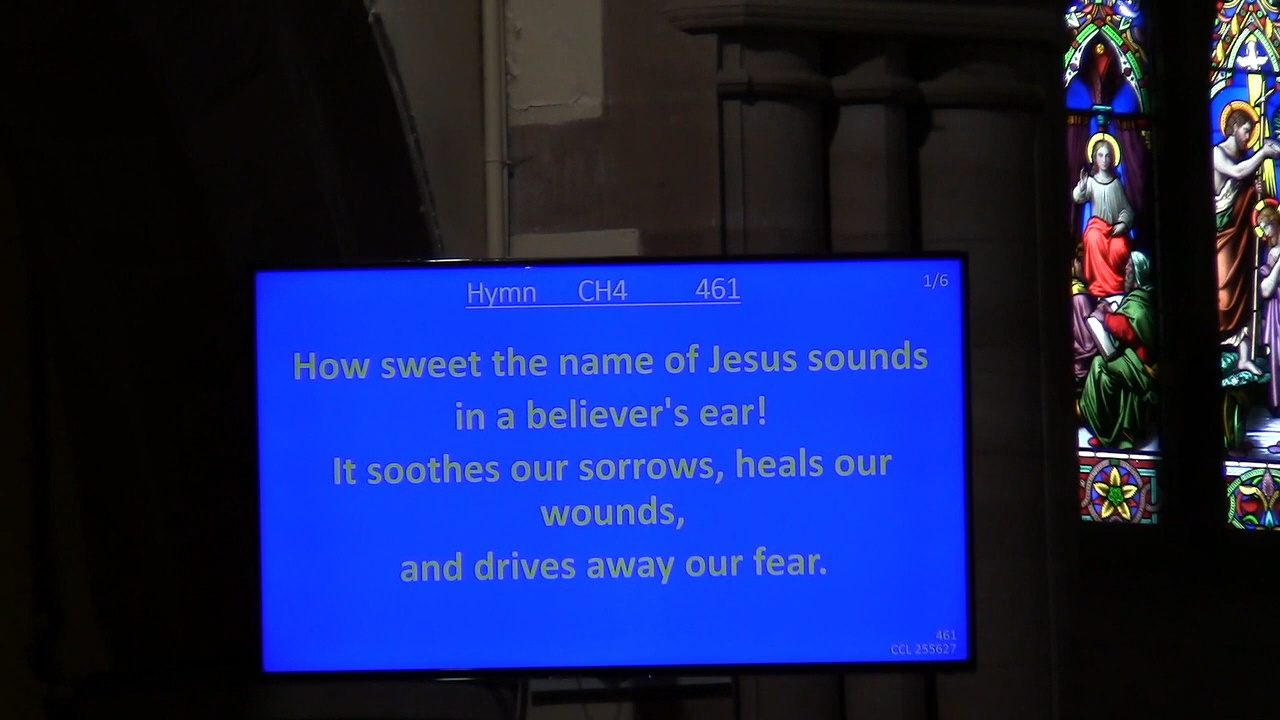 Hymn CH4 461
1/6
How sweet the name of Jesus sounds
in a believer's ear!
It soothes our sorrows, heals our
wounds,
and drives away our fear.
461
CCL 255627